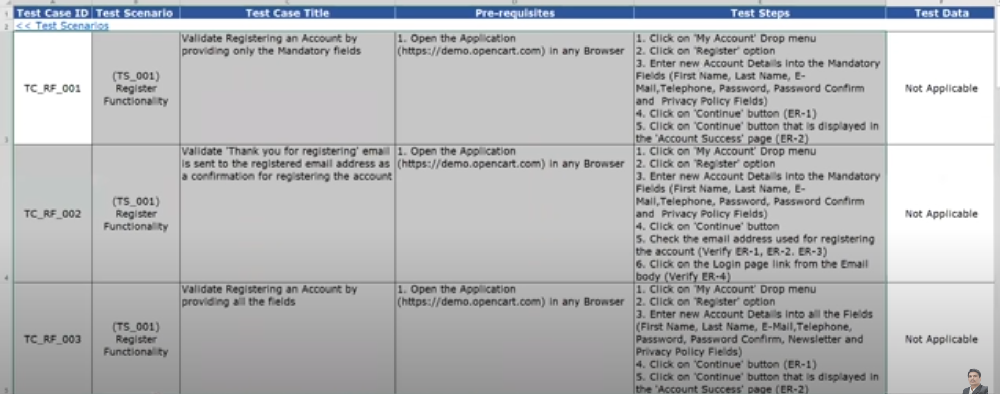 Test Case ID
Test Scenario
Test Case Title
Pre-requisites
Test Steps
Test Data
<< Test Scenarios
TC_RF_001
(TS_001)
Register
Functionality
Validate Registering an Account by
providing only the Mandatory fields
1. Open the Application
(https://demo.opencart.com) in any Browser
1. Click on 'My Account' Drop menu
2. Click on 'Register' option
3. Enter new Account Details into the Mandatory
Fields (First Name, Last Name, E-
Mail,Telephone, Password, Password Confirm
and  Privacy Policy Fields)
4. Click on 'Continue' button (ER-1)
5. Click on 'Continue' button that is displayed in
the 'Account Success' page (ER-2)
Not Applicable
TC_RF_002
(TS_001)
Register
Functionality
Validate 'Thank you for registering' email
is sent to the registered email address as
a confirmation for registering the account
1. Open the Application
(https://demo.opencart.com) in any Browser
1. Click on 'My Account' Drop menu
2. Click on 'Register' option
3. Enter new Account Details into the Mandatory
Fields (First Name, Last Name, E-
Mail,Telephone, Password, Password Confirm
and  Privacy Policy Fields)
4. Click on 'Continue' button
5. Check the email address used for registering
the account (Verify ER-1, ER-2. ER-3)
6. Click on the Login page link from the Email
body (Verify ER-4)
Not Applicable
TC_RF_003
(TS_001)
Register
Functionality
Validate Registering an Account by
providing all the fields
1. Open the Application
(https://demo.opencart.com) in any Browser
1. Click on 'My Account' Drop menu
2. Click on 'Register' option
3. Enter new Account Details into all the Fields
(First Name, Last Name, E-Mail,Telephone,
Password, Password Confirm, Newsletter and
Privacy Policy Fields)
4. Click on 'Continue' button (ER-1)
5. Click on 'Continue' button that is displayed in
the 'Account Success' page (ER-2)
Not Applicable